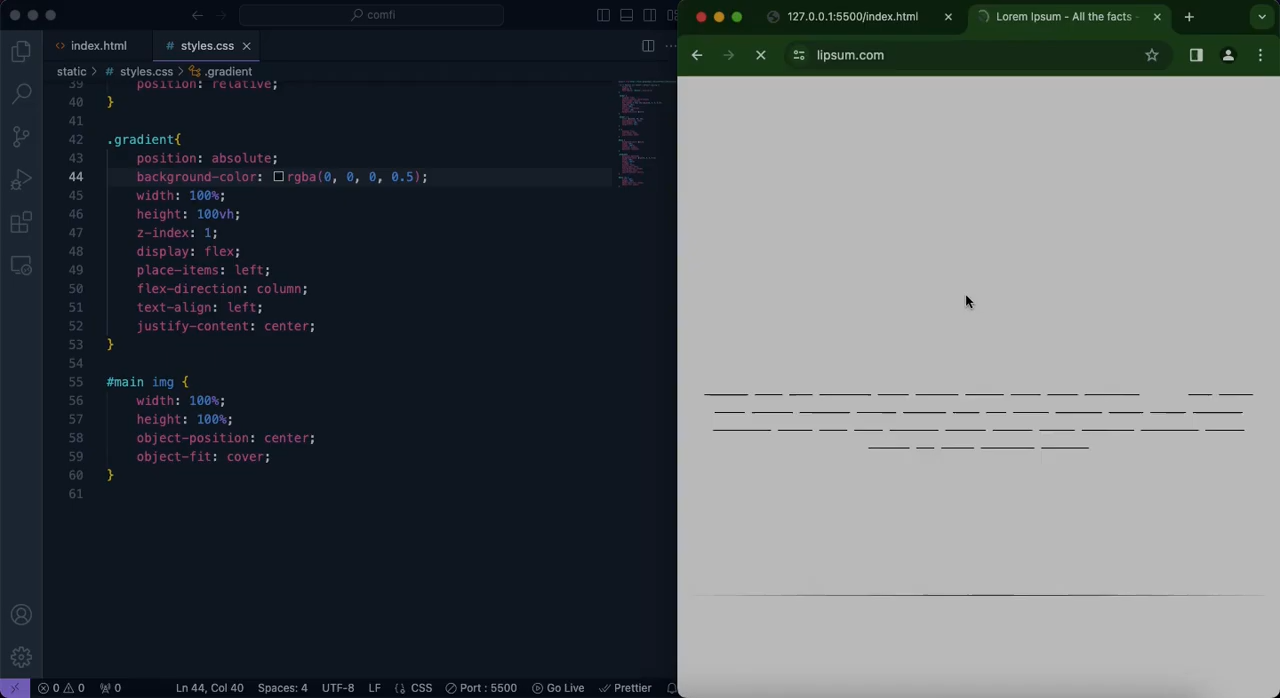 comfi
index.html
# styles.css
static > # styles.css > .gradient
39 position: relative;
40 }
41
42 .gradient{
43 position: absolute;
44 background-color: rgba(0, 0, 0, 0.5);
45 width: 100%;
46 height: 100vh;
47 z-index: 1;
48 display: flex;
49 place-items: left;
50 flex-direction: column;
51 text-align: left;
52 justify-content: center;
53 }
54
55 #main img {
56 width: 100%;
57 height: 100%;
58 object-position: center;
59 object-fit: cover;
60 }
61
0 0 0 Ln 44, Col 40 Spaces: 4 UTF-8 LF {} CSS Port : 5500 Go Live Prettier
127.0.0.1:5500/index.html
Lorem Ipsum - All the facts -
lipsum.com